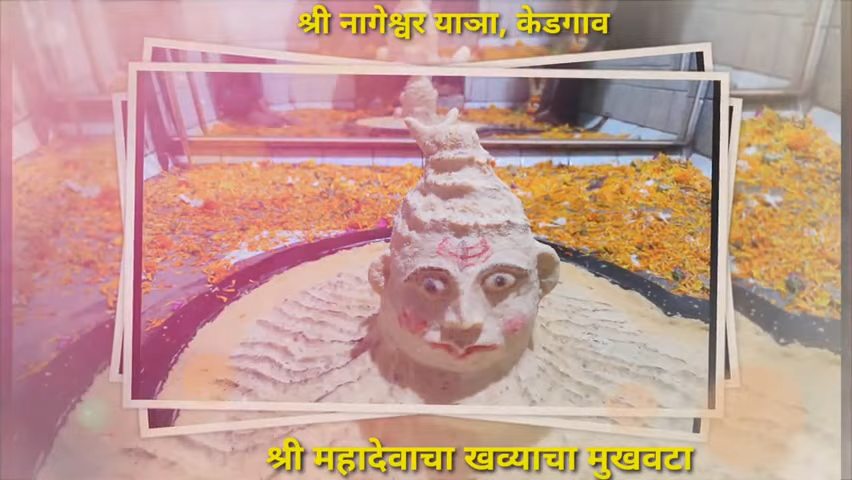 श्री नागेश्वर याञा, केडगाव
श्री महादेवाचा खव्याचा मुखवटा